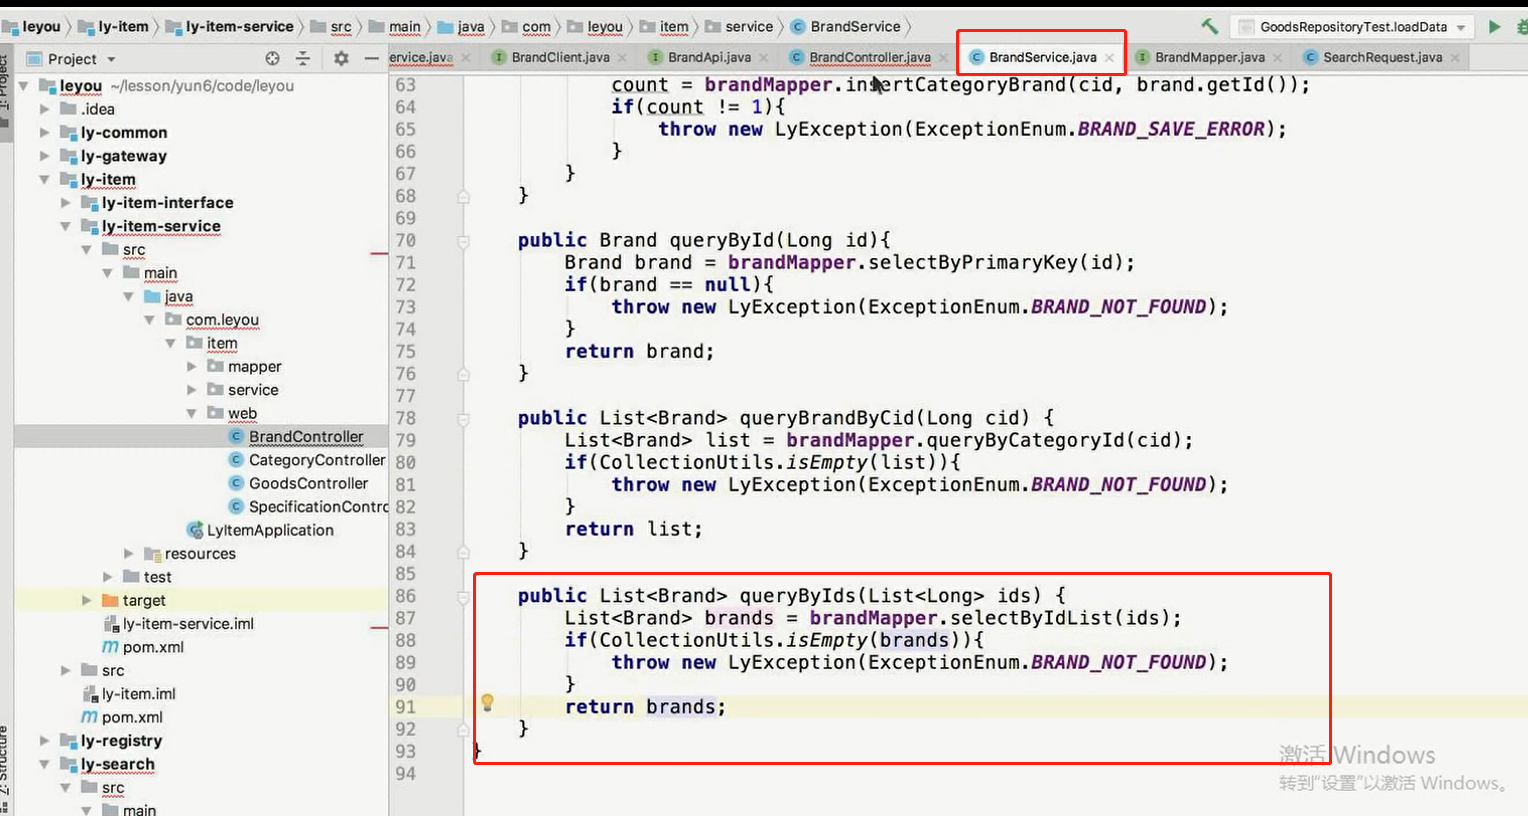 leyou ly-item ly-item-service src main java com leyou item service BrandService GoodsRepositoryTest.loadData
1: Project
Project
ervice.java BrandClient.java BrandApi.java BrandController.java BrandService.java BrandMapper.java SearchRequest.java
leyou ~/lesson/yun6/code/leyou
.idea
ly-common
ly-gateway
ly-item
ly-item-interface
ly-item-service
src
main
java
com.leyou
item
mapper
service
web
BrandController
CategoryController
GoodsController
SpecificationContro
LyItemApplication
resources
test
target
ly-item-service.iml
pom.xml
src
ly-item.iml
pom.xml
ly-registry
ly-search
src
main
Z: Structure
63 count = brandMapper.insertCategoryBrand(cid, brand.getId());
64 if(count != 1){
65 throw new LyException(ExceptionEnum.BRAND_SAVE_ERROR);
66 }
67 }
68 }
69
70 public Brand queryById(Long id){
71 Brand brand = brandMapper.selectByPrimaryKey(id);
72 if(brand == null){
73 throw new LyException(ExceptionEnum.BRAND_NOT_FOUND);
74 }
75 return brand;
76 }
77
78 public List<Brand> queryBrandByCid(Long cid) {
79 List<Brand> list = brandMapper.queryByCategoryId(cid);
80 if(CollectionUtils.isEmpty(list)){
81 throw new LyException(ExceptionEnum.BRAND_NOT_FOUND);
82 }
83 return list;
84 }
85
86 public List<Brand> queryByIds(List<Long> ids) {
87 List<Brand> brands = brandMapper.selectByIdList(ids);
88 if(CollectionUtils.isEmpty(brands)){
89 throw new LyException(ExceptionEnum.BRAND_NOT_FOUND);
90 }
91 return brands;
92 }
93 }
94
激活 Windows
转到“设置”以激活 Windows。